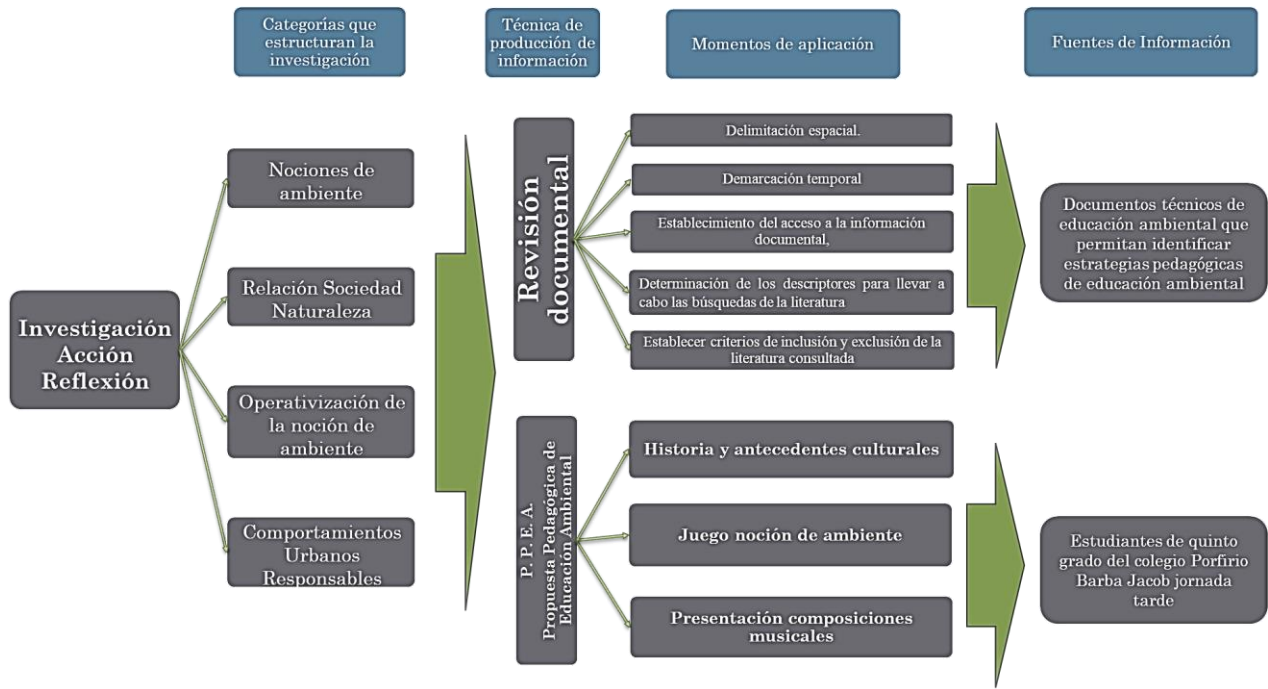 Categorías que
estructuran la
investigación
Técnica de
producción de
información
Momentos de aplicación
Fuentes de Información
Investigación
Acción
Reflexión
Nociones de
ambiente
Relación Sociedad
Naturaleza
Operativización de
la noción de
ambiente
Comportamientos
Urbanos
Responsables
Revisión
documental
Delimitación espacial.
Demarcación temporal
Establecimiento del acceso a la información
documental,
Determinación de los descriptores para llevar a
cabo las búsquedas de la literatura
Establecer criterios de inclusión y exclusión de la
literatura consultada
Documentos técnicos de
educación ambiental que
permitan identificar
estrategias pedagógicas
de educación ambiental
P. P. E. A.
Propuesta Pedagógica de
Educación Ambiental
Historia y antecedentes culturales
Juego noción de ambiente
Presentación composiciones
musicales
Estudiantes de quinto
grado del colegio Porfirio
Barba Jacob jornada
tarde